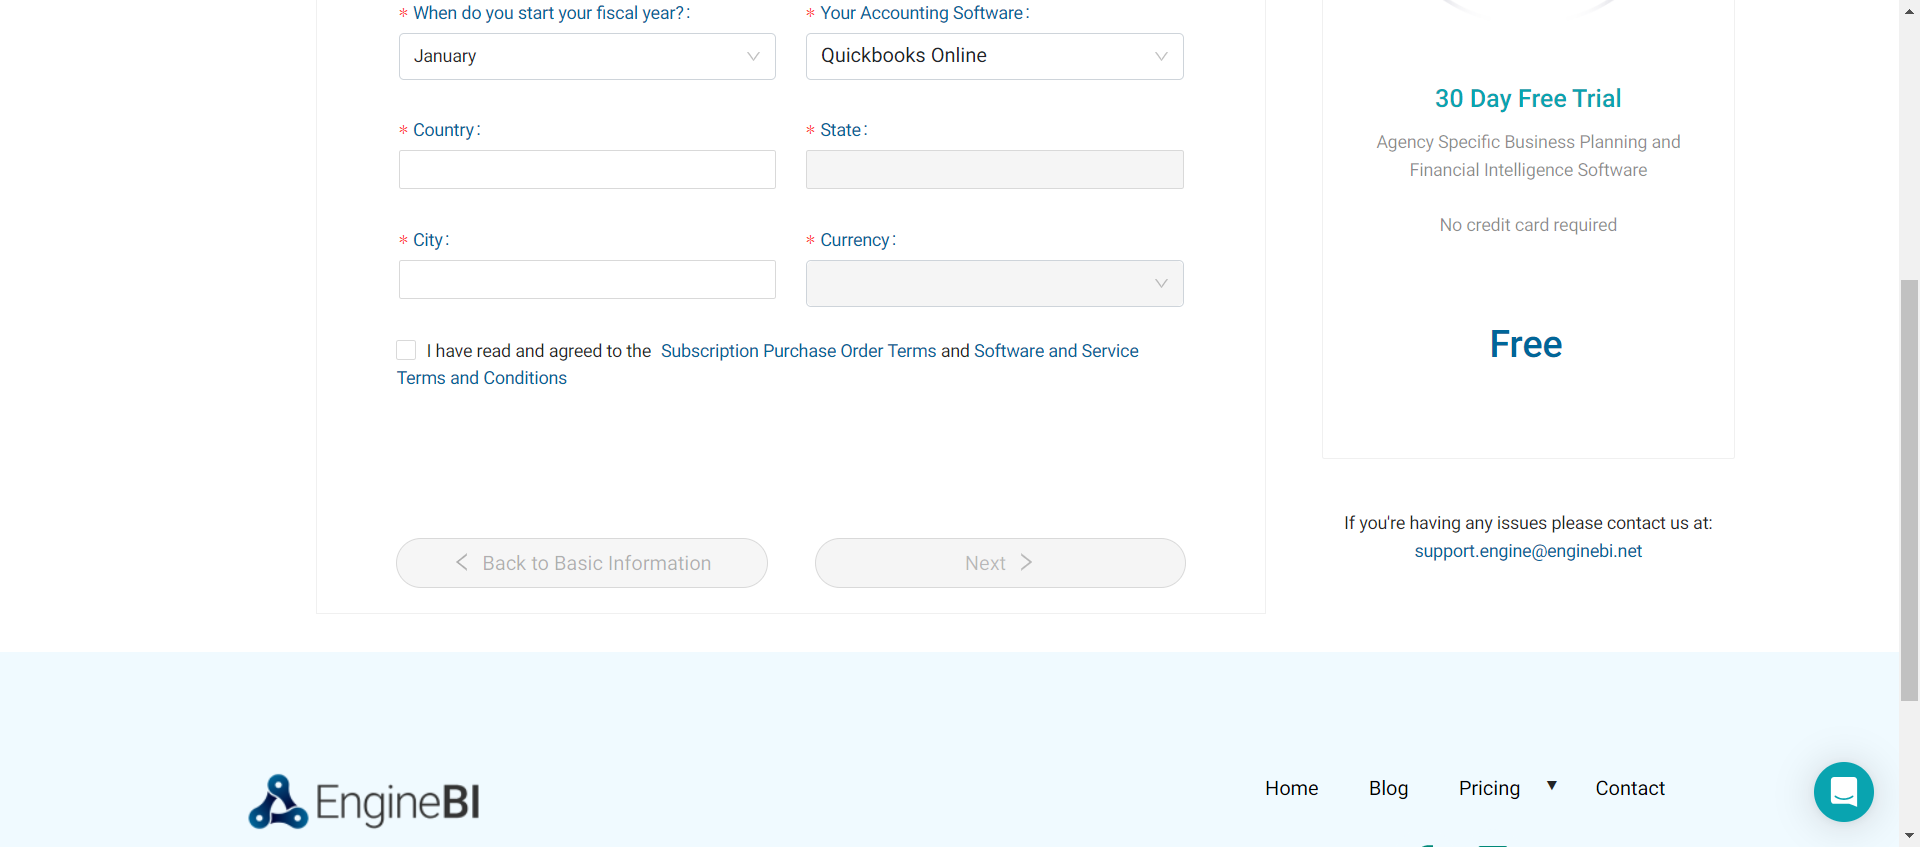 * When do you start your fiscal year?:
* Your Accounting Software:
January
Quickbooks Online
* Country:
* State:
* City:
* Currency:
I have read and agreed to the Subscription Purchase Order Terms and Software and Service
Terms and Conditions
Back to Basic Information
Next
30 Day Free Trial
Agency Specific Business Planning and
Financial Intelligence Software
No credit card required
Free
If you're having any issues please contact us at:
support.engine@enginebi.net
EngineBI
Home
Blog
Pricing
Contact